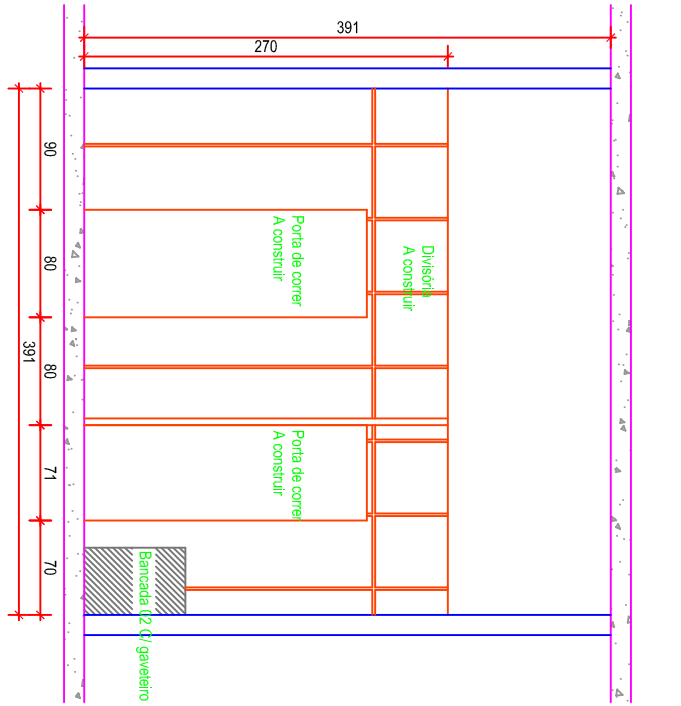 391
270
90
80
391
80
71
70
Porta de correr
A construir
Divisória
A construir
Porta de correr
A construir
Bancada 02 C/ gaveteiro